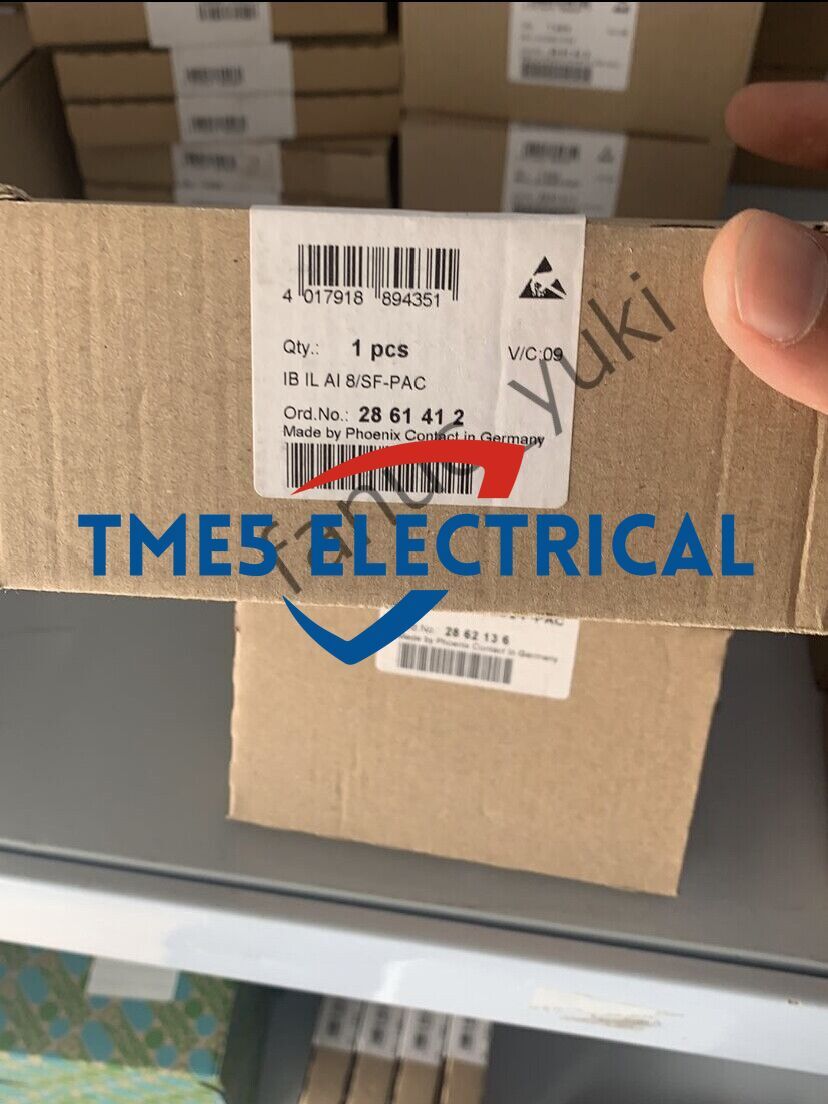 4 017918 894351
Qty.: 1 pcs
V/C:09
IB IL AI 8/SF-PAC
Ord.No.: 28 61 41 2
Made by Phoenix Contact in Germany
fanuc_yuki
TME5 ELECTRICAL
-PAC
Ord.No.: 28 62 13 6
Made by Phoenix Contact in Germany